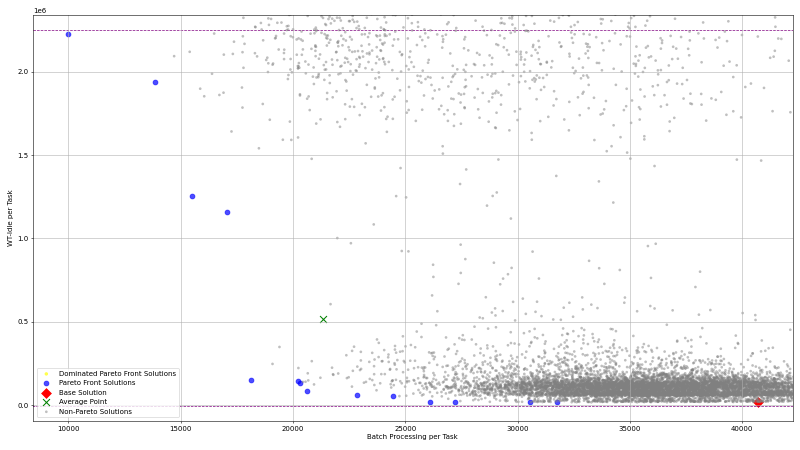 1e6
2.0
1.5
1.0
0.5
0.0
WT-Idle per Task
Dominated Pareto Front Solutions
Pareto Front Solutions
Base Solution
Average Point
Non-Pareto Solutions
10000 15000 20000 25000 30000 35000 40000
Batch Processing per Task